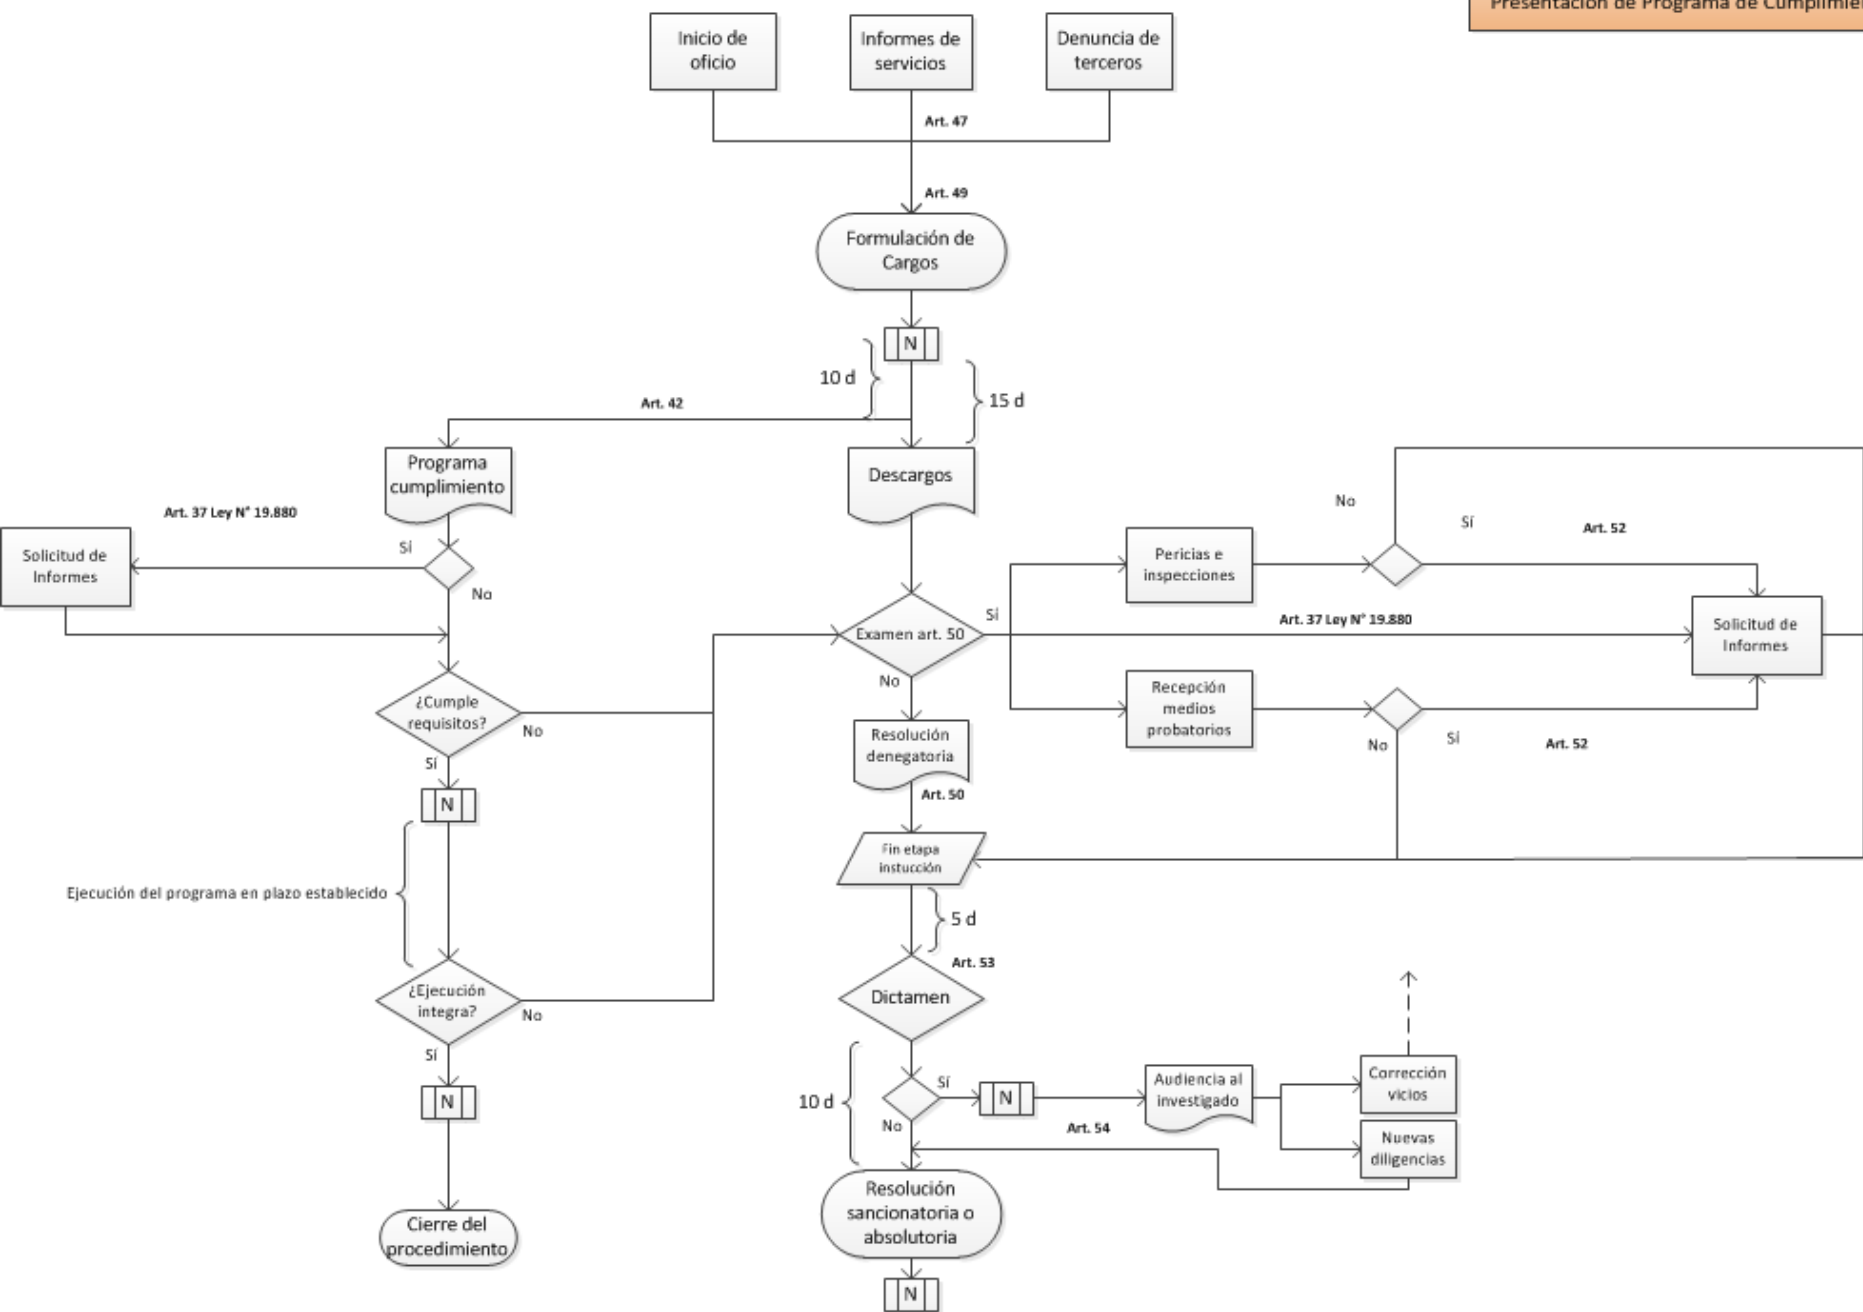 Presentación de Programa de
Inicio de
oficio
Informes de
servicios
Denuncia de
terceros
Art. 47
Art. 49
Formulación de
Cargos
N
10 d
15 d
Art. 42
Programa
cumplimiento
Descargos
Art. 37 Ley N° 19.880
Sí
Solicitud de
Informes
No
No
Sí
Art. 52
Pericias e
inspecciones
Sí
Examen art. 50
Art. 37 Ley N° 19.880
Solicitud de
Informes
No
Recepción
medios
probatorios
No
Sí
Art. 52
¿Cumple
requisitos?
No
Sí
Resolución
denegatoria
Art. 50
N
Fin etapa
instucción
Ejecución del programa en plazo establecido
5 d
Art. 53
Dictamen
¿Ejecución
integra?
No
Sí
N
10 d
Sí
No
N
Audiencia al
investigado
Art. 54
Corrección
vicios
Nuevas
diligencias
Resolución
sancionatoria o
absolutoria
Cierre del
procedimiento
N